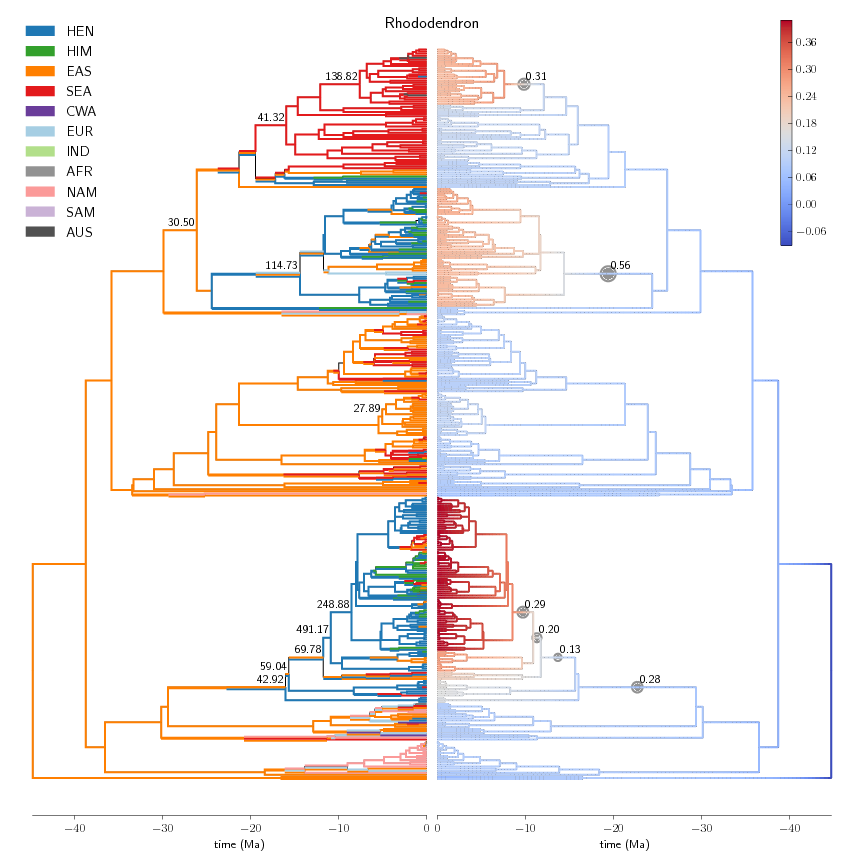 Rhododendron
HEN
HIM
EAS
SEA
CWA
EUR
IND
AFR
NAM
SAM
AUS
138.82
41.32
30.50
114.73
27.89
248.88
491.17
69.78
59.04
42.92
0.31
0.56
0.29
0.20
0.13
0.28
0.36
0.30
0.24
0.18
0.12
0.06
0.00
−0.06
−40 −30 −20 −10 0 0 −10 −20 −30 −40
time (Ma) time (Ma)